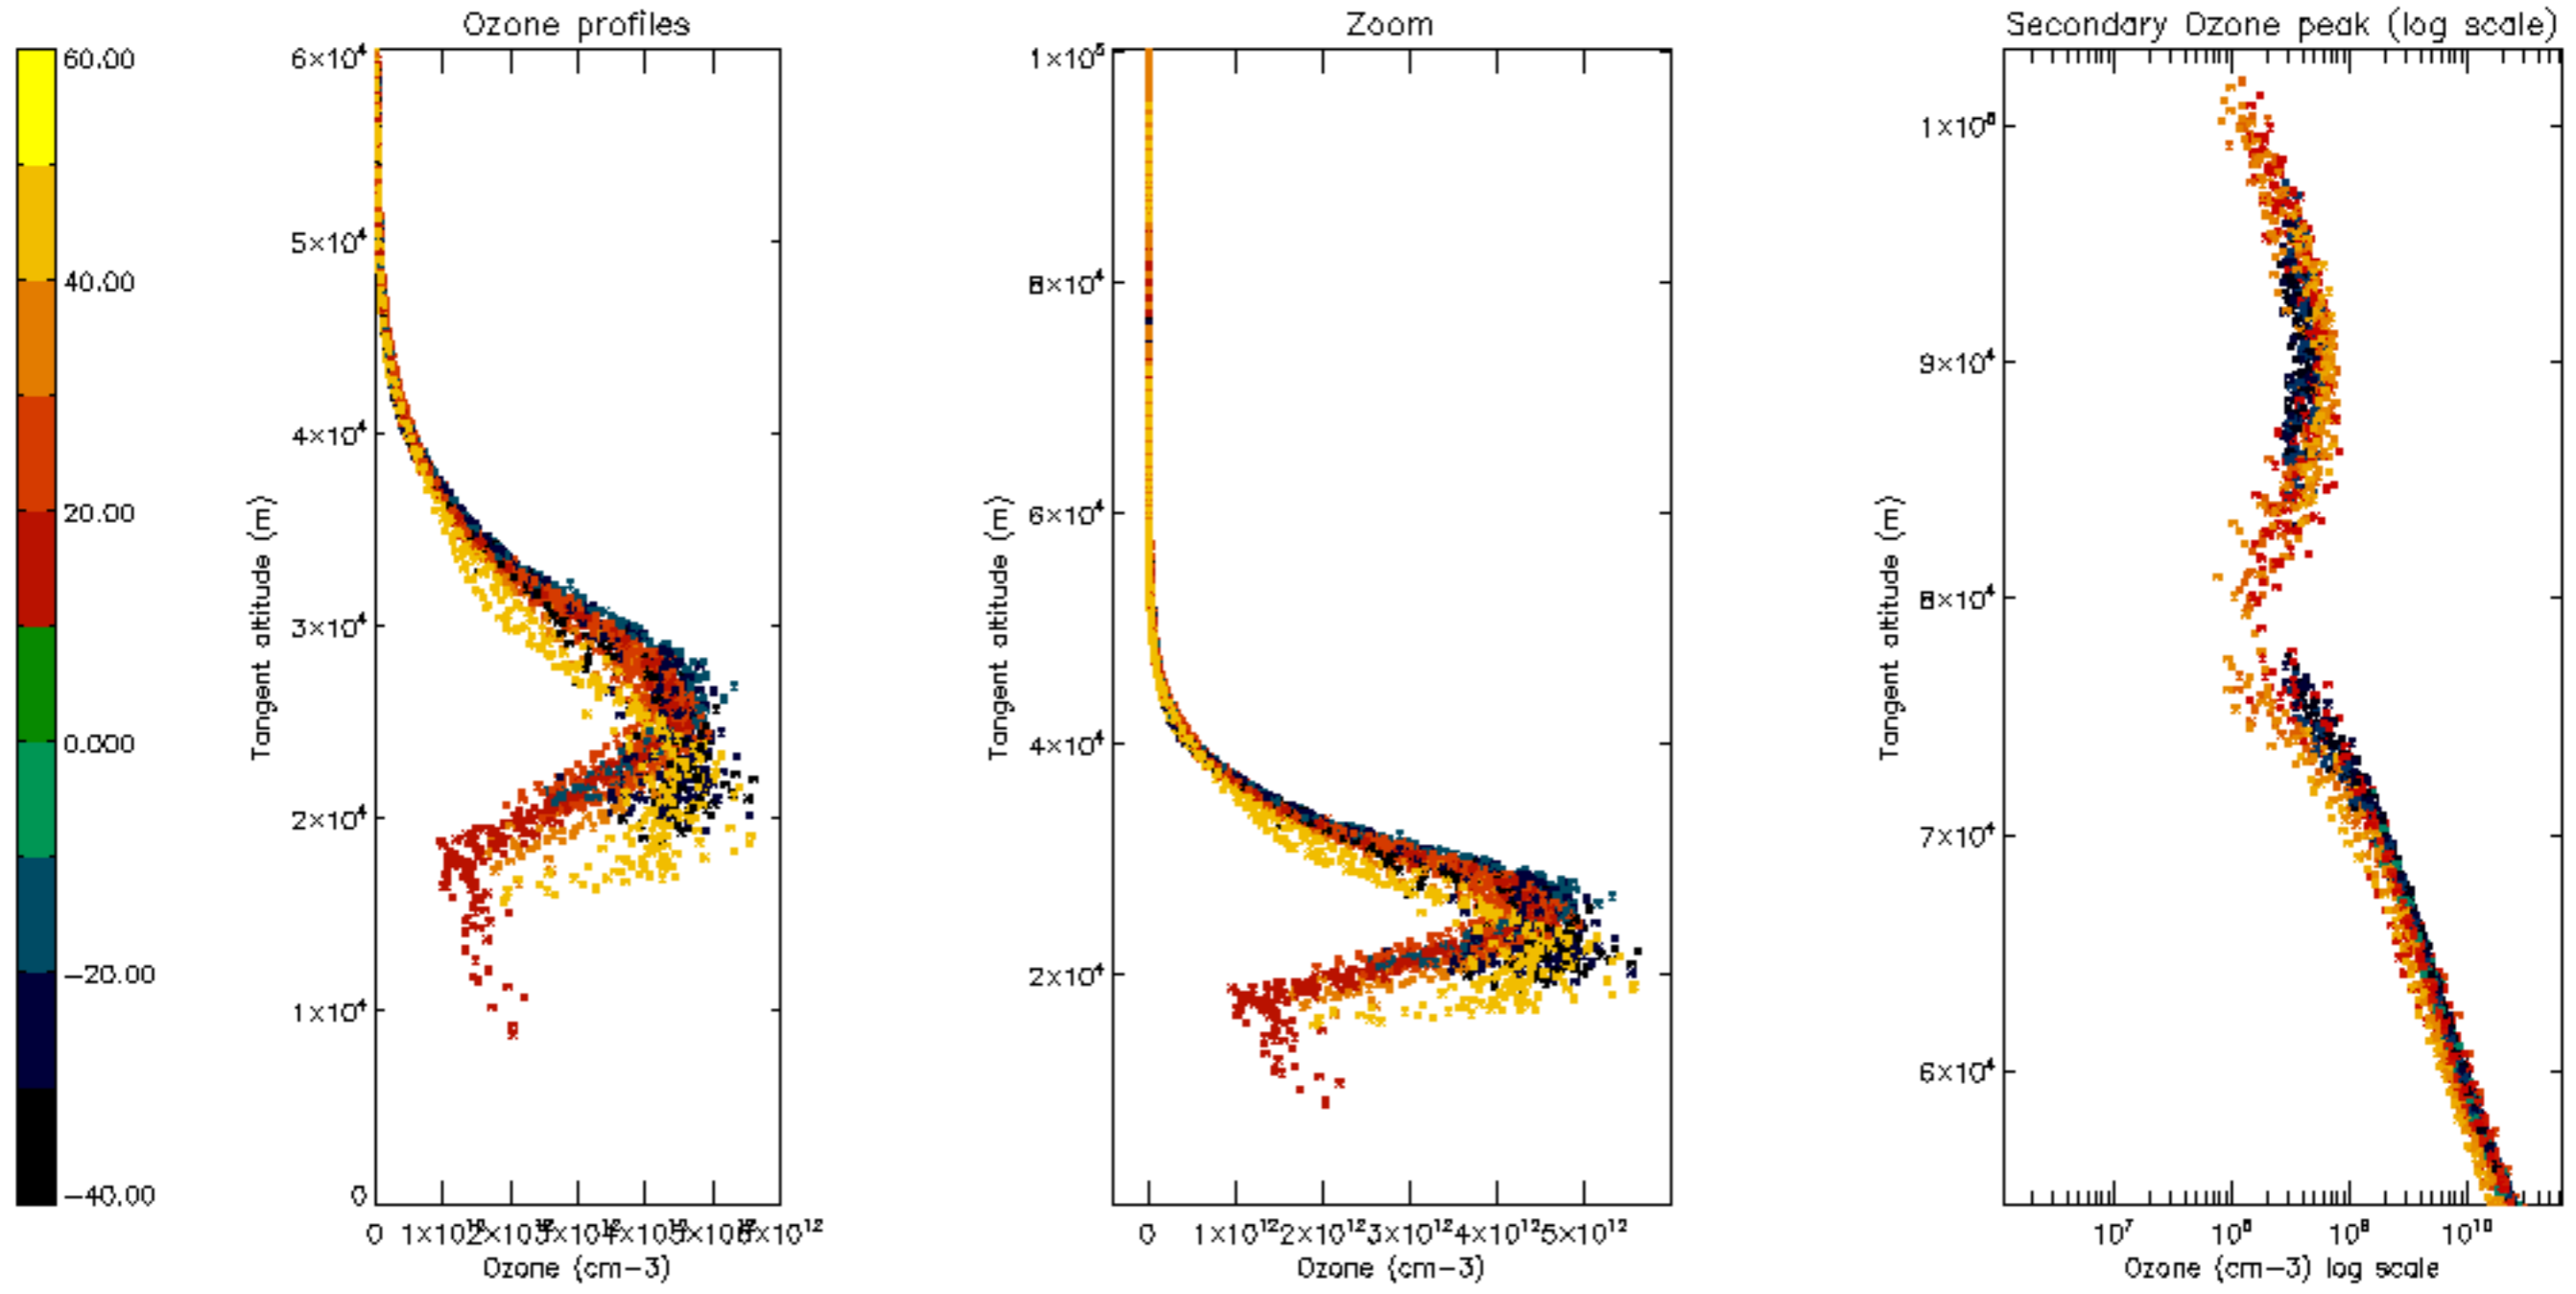 Ozone profiles
Zoom
Secondary Ozone peak (log scale)
60.00
40.00
20.00
0.000
-20.00
-40.00
Tangent altitude (m)
6×10⁴
5×10⁴
4×10⁴
3×10⁴
2×10⁴
1×10⁴
0
0
Ozone (cm-3)
Tangent altitude (m)
1×10⁵
8×10⁴
6×10⁴
4×10⁴
2×10⁴
0 1×10¹² 2×10¹² 3×10¹² 4×10¹² 5×10¹²
Ozone (cm-3)
Tangent altitude (m)
1×10⁵
9×10⁴
8×10⁴
7×10⁴
6×10⁴
10⁷ 10⁸ 10⁹ 10¹⁰
Ozone (cm-3) log scale